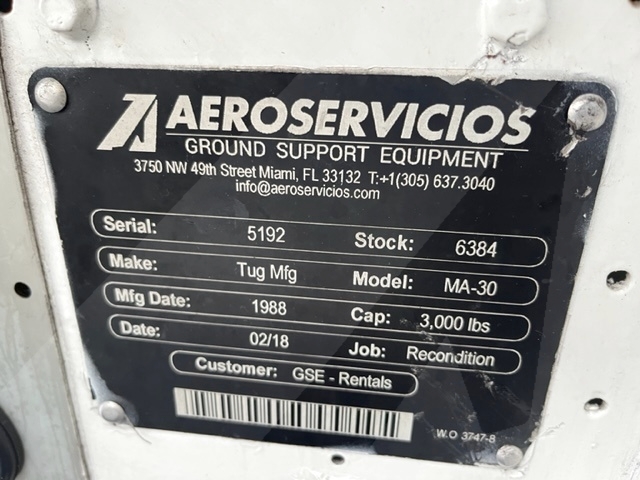 AEROSERVICIOS
GROUND SUPPORT EQUIPMENT
3750 NW 49th Street Miami, FL 33132 T:+1(305) 637.3040
info@aeroservicios.com
Serial: 5192 Stock: 6384
Make: Tug Mfg Model: MA-30
Mfg Date: 1988 Cap: 3,000 lbs
Date: 02/18 Job: Recondition
Customer: GSE - Rentals
W.O 3747-8